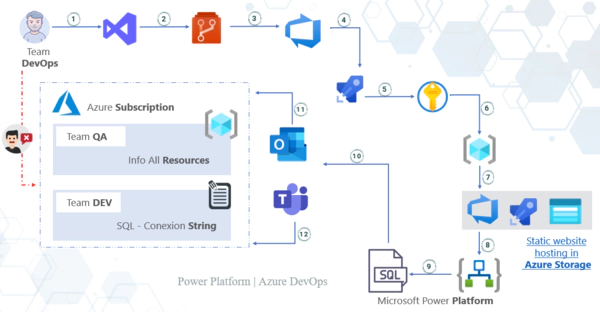 1
2
3
4
5
6
7
8
9
10
11
12
Team
DevOps
Azure Subscription
Team QA
Info All Resources
Team DEV
SQL - Conexion String
Static website
hosting in
Azure Storage
SQL
Microsoft Power Platform
Power Platform | Azure DevOps